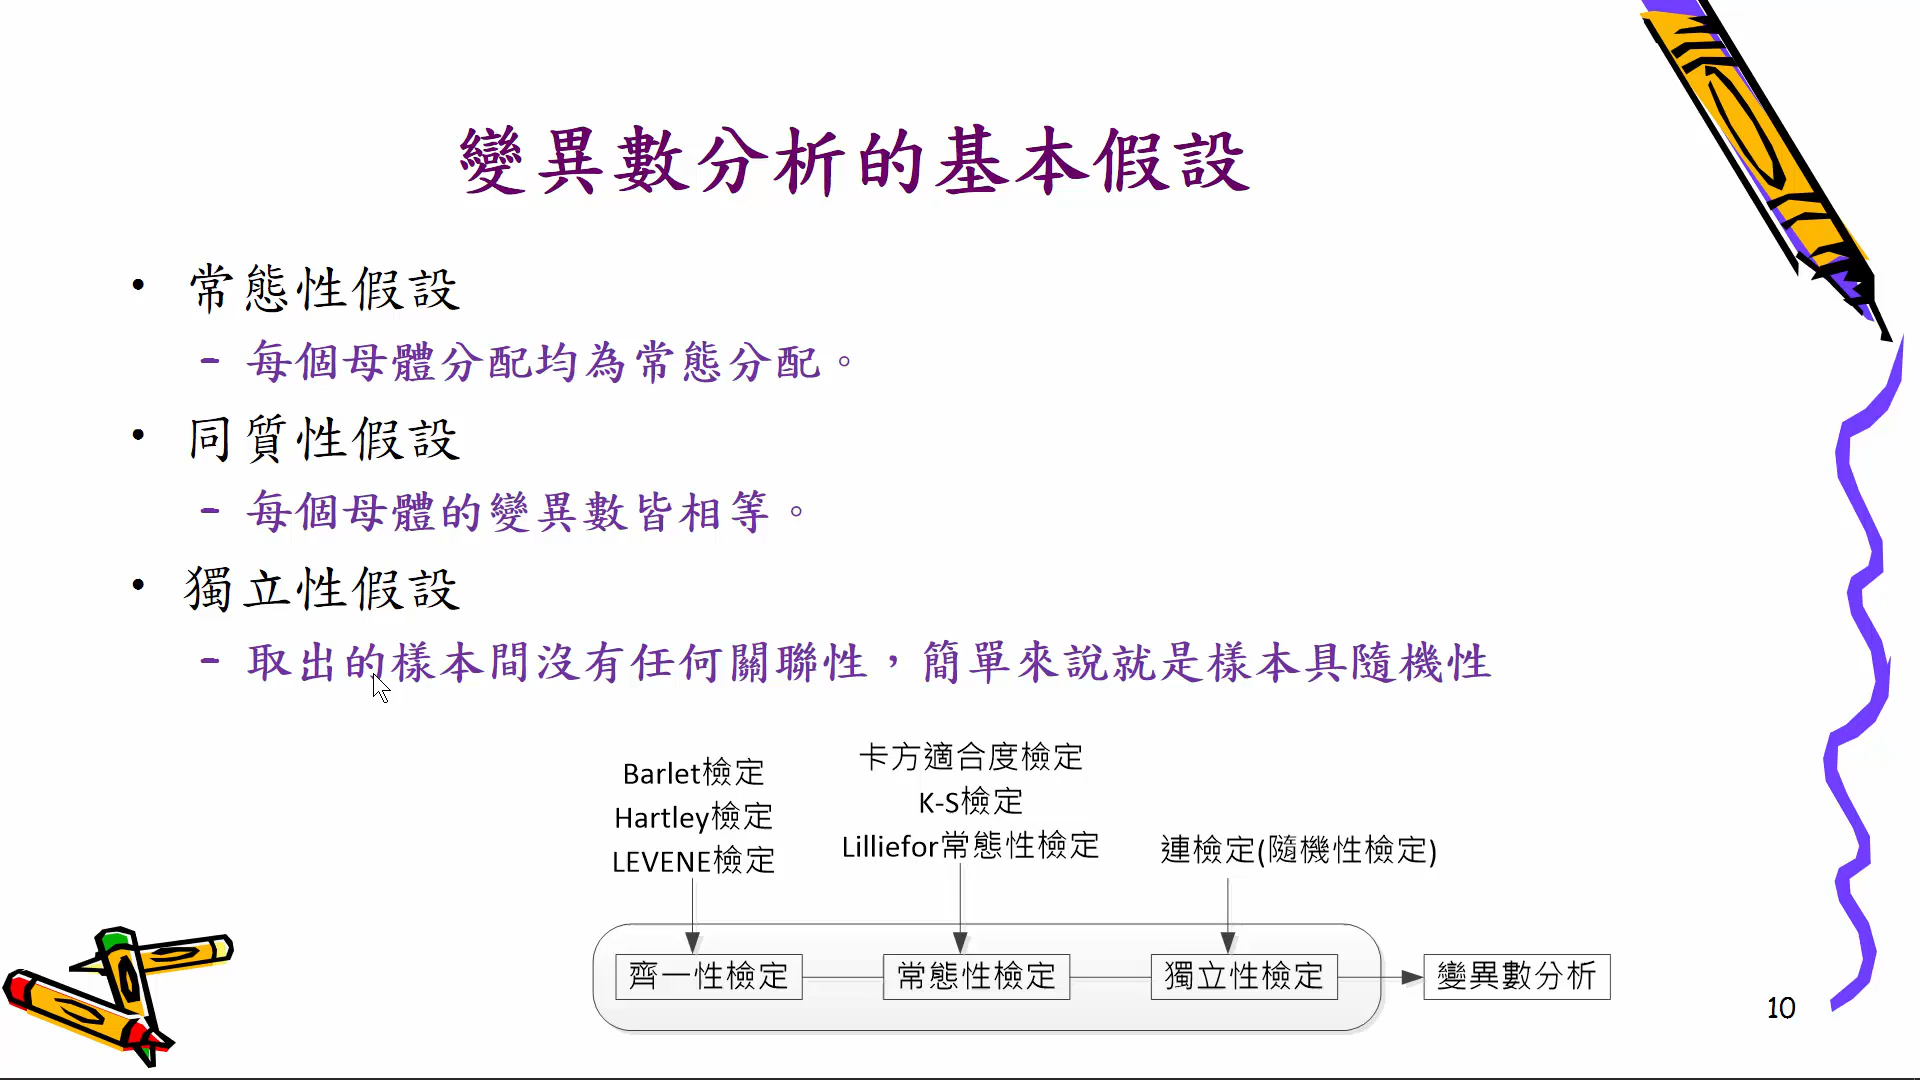 變異數分析的基本假設
• 常態性假設
– 每個母體分配均為常態分配。
• 同質性假設
– 每個母體的變異數皆相等。
• 獨立性假設
– 取出的樣本間沒有任何關聯性，簡單來說就是樣本具隨機性
Barlet檢定
Hartley檢定
LEVENE檢定
卡方適合度檢定
K-S檢定
Lilliefor常態性檢定
連檢定(隨機性檢定)
齊一性檢定
常態性檢定
獨立性檢定
變異數分析
10